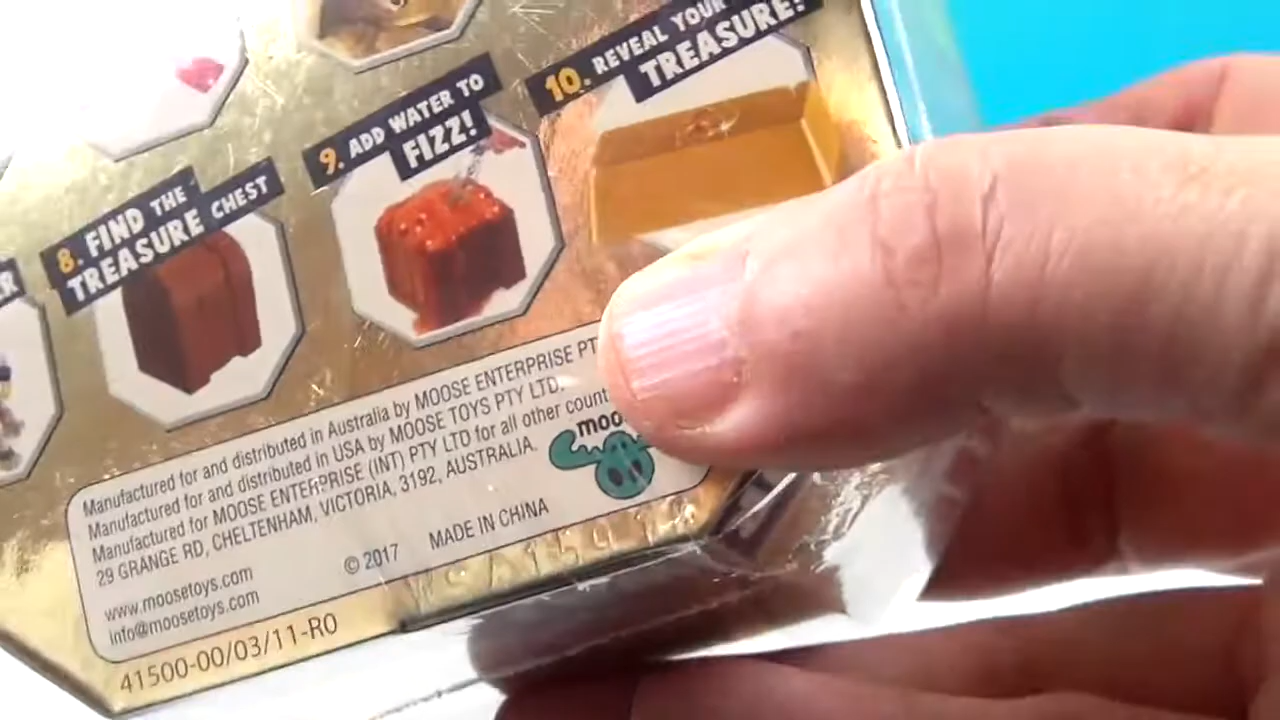 8. FIND THE
TREASURE CHEST
9. ADD WATER TO
FIZZ!
10. REVEAL YOUR
TREASURE!
Manufactured for and distributed in Australia by MOOSE ENTERPRISE PT
Manufactured for and distributed in USA by MOOSE TOYS PTY LTD.
Manufactured for MOOSE ENTERPRISE (INT) PTY LTD for all other count
29 GRANGE RD, CHELTENHAM, VICTORIA, 3192, AUSTRALIA.
moo
© 2017 MADE IN CHINA
www.moosetoys.com
info@moosetoys.com
41500-00/03/11-R0